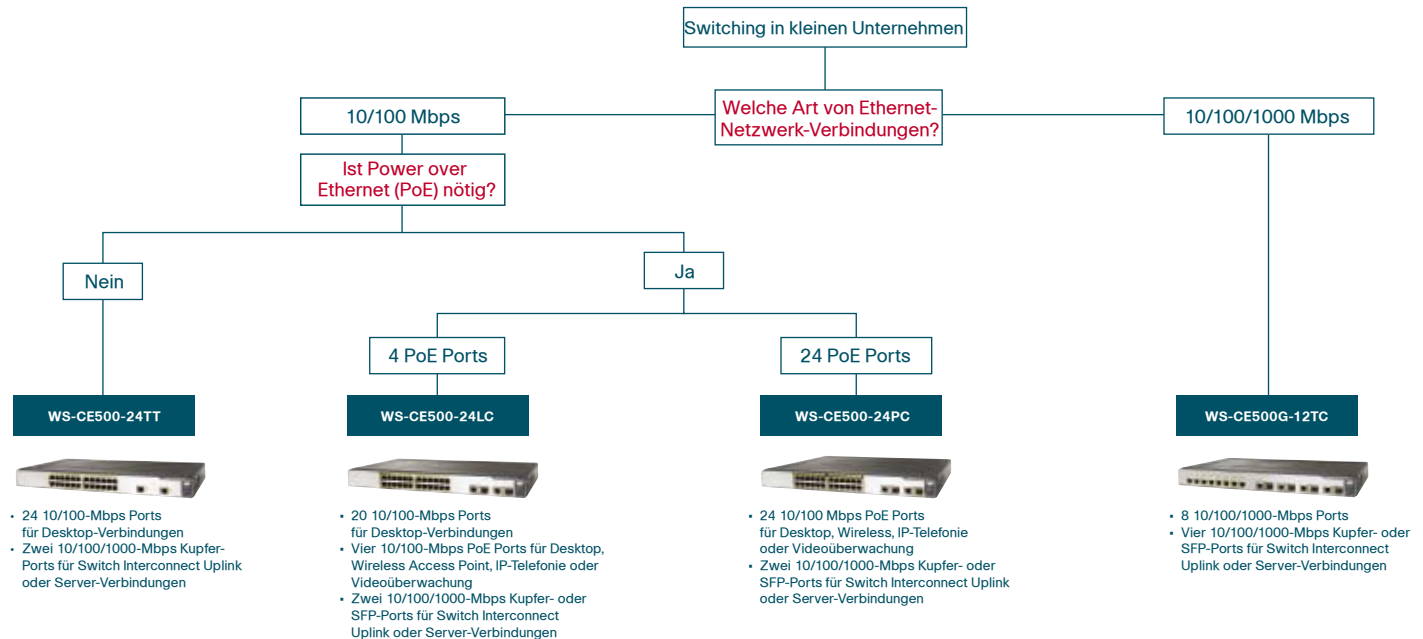 Switching in kleinen Unternehmen
Welche Art von Ethernet-
Netzwerk-Verbindungen?
10/100 Mbps
10/100/1000 Mbps
Ist Power over
Ethernet (PoE) nötig?
Nein
Ja
4 PoE Ports
24 PoE Ports
WS-CE500-24TT
• 24 10/100-Mbps Ports
für Desktop-Verbindungen
• Zwei 10/100/1000-Mbps Kupfer-
Ports für Switch Interconnect Uplink
oder Server-Verbindungen
WS-CE500-24LC
• 20 10/100-Mbps Ports
für Desktop-Verbindungen
• Vier 10/100-Mbps PoE Ports für Desktop,
Wireless Access Point, IP-Telefonie oder
Videoüberwachung
• Zwei 10/100/1000-Mbps Kupfer- oder
SFP-Ports für Switch Interconnect
Uplink oder Server-Verbindungen
WS-CE500-24PC
• 24 10/100 Mbps PoE Ports
für Desktop, Wireless, IP-Telefonie
oder Videoüberwachung
• Zwei 10/100/1000-Mbps Kupfer- oder
SFP-Ports für Switch Interconnect Uplink
oder Server-Verbindungen
WS-CE500G-12TC
• 8 10/100/1000-Mbps Ports
• Vier 10/100/1000-Mbps Kupfer- oder
SFP-Ports für Switch Interconnect
Uplink oder Server-Verbindungen